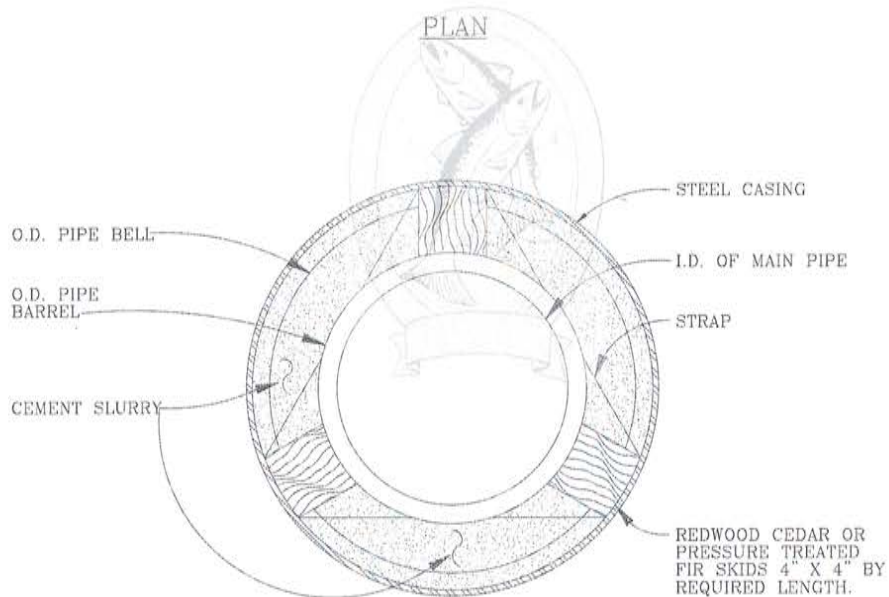 PLAN
STEEL CASING
O.D. PIPE BELL
I.D. OF MAIN PIPE
O.D. PIPE
BARREL
STRAP
CEMENT SLURRY
REDWOOD CEDAR OR
PRESSURE TREATED
FIR SKIDS 4" X 4" BY
REQUIRED LENGTH.